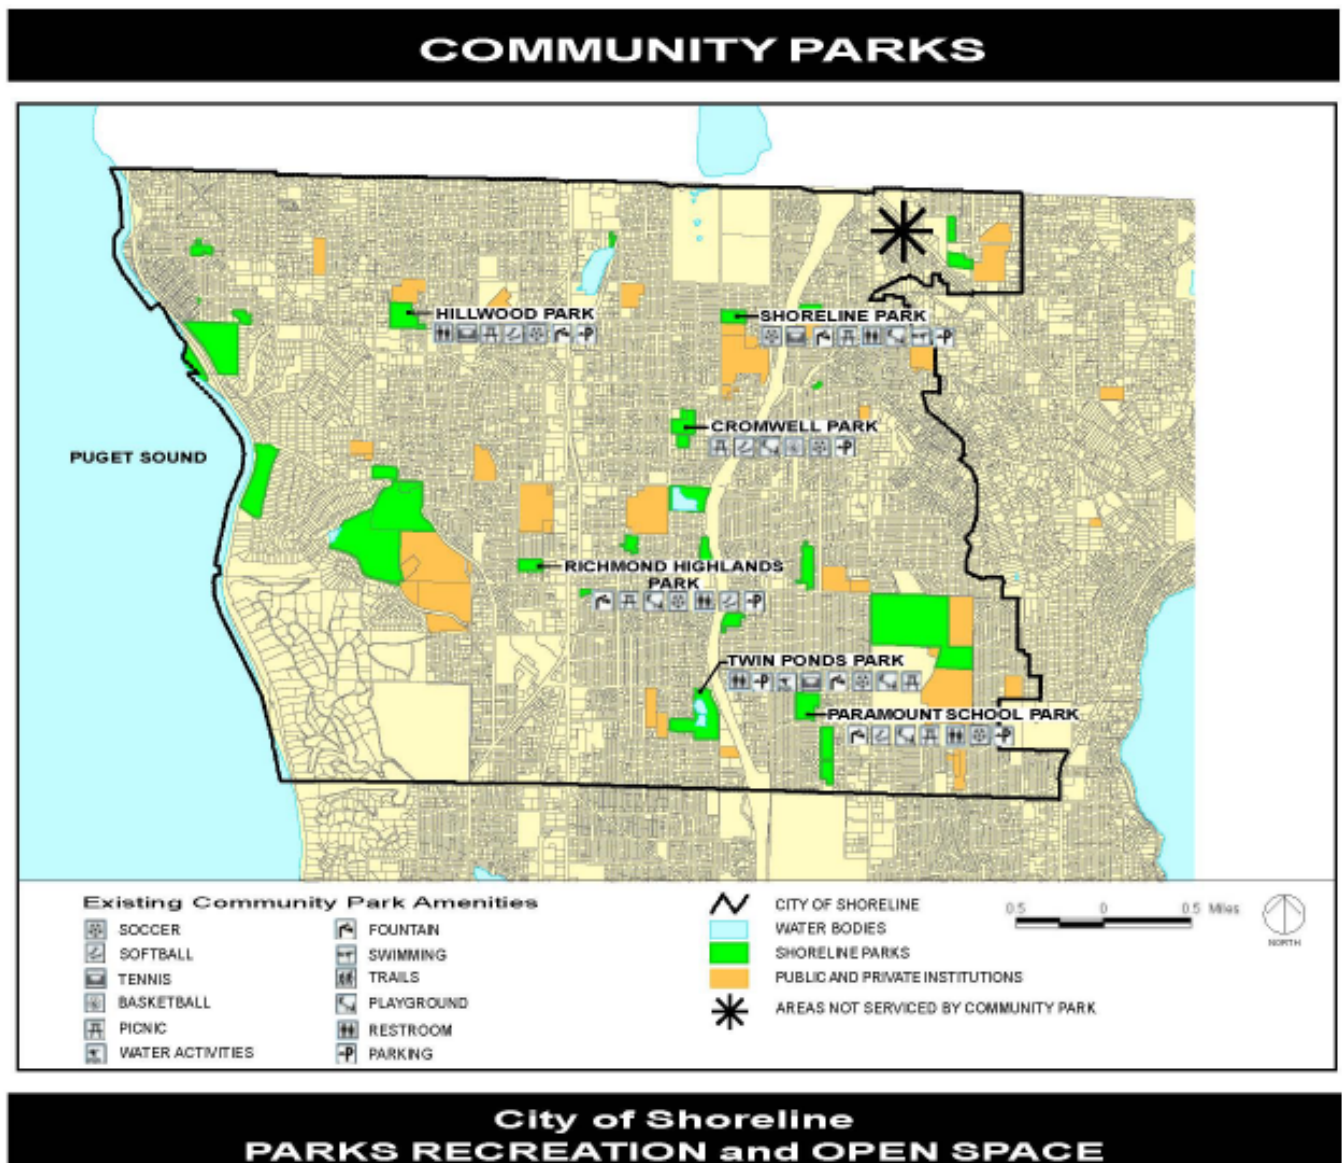 COMMUNITY PARKS
HILLWOOD PARK
SHORELINE PARK
CROMWELL PARK
PUGET SOUND
RICHMOND HIGHLANDS
PARK
TWIN PONDS PARK
PARAMOUNT SCHOOL PARK
Existing Community Park Amenities
SOCCER
SOFTBALL
TENNIS
BASKETBALL
PICNIC
WATER ACTIVITIES
FOUNTAIN
SWIMMING
TRAILS
PLAYGROUND
RESTROOM
P PARKING
CITY OF SHORELINE
WATER BODIES
SHORELINE PARKS
PUBLIC AND PRIVATE INSTITUTIONS
AREAS NOT SERVICED BY COMMUNITY PARK
0.5 0 0.5 Miles
NORTH
City of Shoreline
PARKS RECREATION and OPEN SPACE